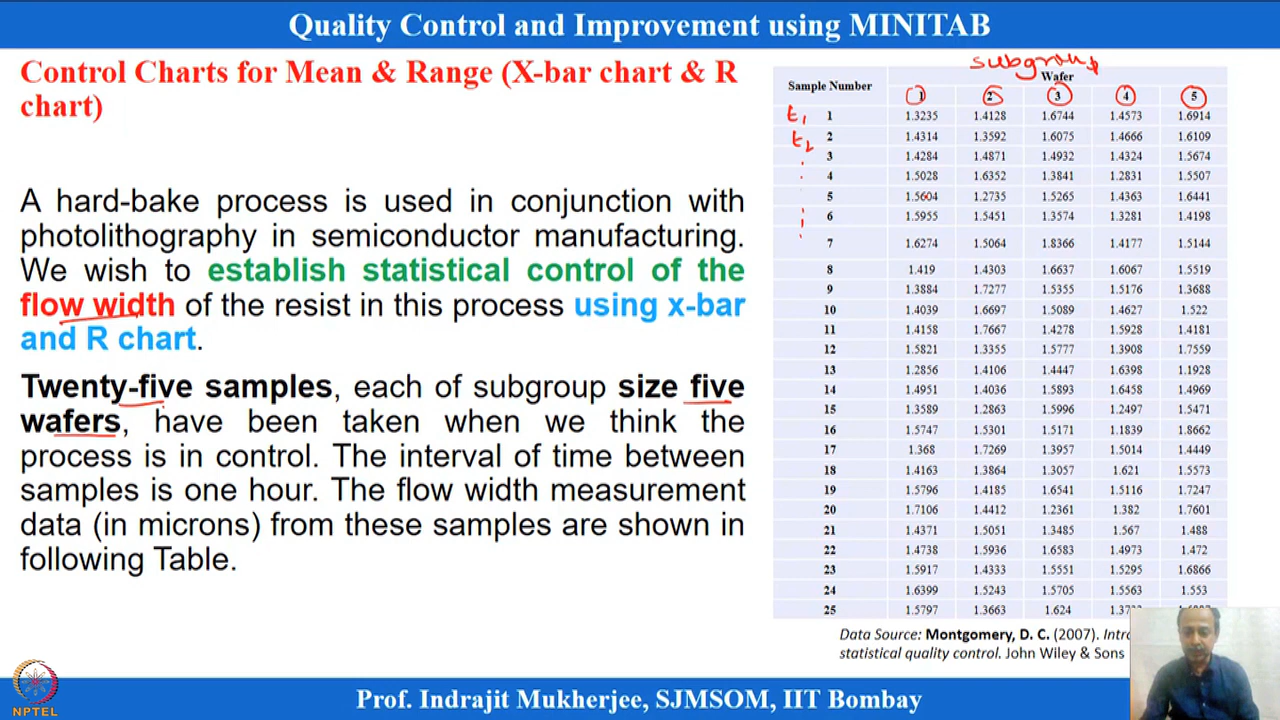 Quality Control and Improvement using MINITAB
Control Charts for Mean & Range (X-bar chart & R
chart)
A hard-bake process is used in conjunction with
photolithography in semiconductor manufacturing.
We wish to establish statistical control of the
flow width of the resist in this process using x-bar
and R chart.
Twenty-five samples, each of subgroup size five
wafers, have been taken when we think the
process is in control. The interval of time between
samples is one hour. The flow width measurement
data (in microns) from these samples are shown in
following Table.
subgroup
Wafer
Sample Number
1 2 3 4 5
t1 1 1.3235 1.4128 1.6744 1.4573 1.6914
t2 2 1.4314 1.3592 1.6075 1.4666 1.6109
3 1.4284 1.4871 1.4932 1.4324 1.5674
4 1.5028 1.6352 1.3841 1.2831 1.5507
5 1.5604 1.2735 1.5265 1.4363 1.6441
6 1.5955 1.5451 1.3574 1.3281 1.4198
7 1.6274 1.5064 1.8366 1.4177 1.5144
8 1.419 1.4303 1.6637 1.6067 1.5519
9 1.3884 1.7277 1.5355 1.5176 1.3688
10 1.4039 1.6697 1.5089 1.4627 1.522
11 1.4158 1.7667 1.4278 1.5928 1.4181
12 1.5821 1.3355 1.5777 1.3908 1.7559
13 1.2856 1.4106 1.4447 1.6398 1.1928
14 1.4951 1.4036 1.5893 1.6458 1.4969
15 1.3589 1.2863 1.5996 1.2497 1.5471
16 1.5747 1.5301 1.5171 1.1839 1.8662
17 1.368 1.7269 1.3957 1.5014 1.4449
18 1.4163 1.3864 1.3057 1.621 1.5573
19 1.5796 1.4185 1.6541 1.5116 1.7247
20 1.7106 1.4412 1.2361 1.382 1.7601
21 1.4371 1.5051 1.3485 1.567 1.488
22 1.4738 1.5936 1.6583 1.4973 1.472
23 1.5917 1.4333 1.5551 1.5295 1.6866
24 1.6399 1.5243 1.5705 1.5563 1.553
25 1.5797 1.3663 1.624
Data Source: Montgomery, D. C. (2007).
statistical quality control. John Wiley & Sons
NPTEL
Prof. Indrajit Mukherjee, SJMSOM, IIT Bombay